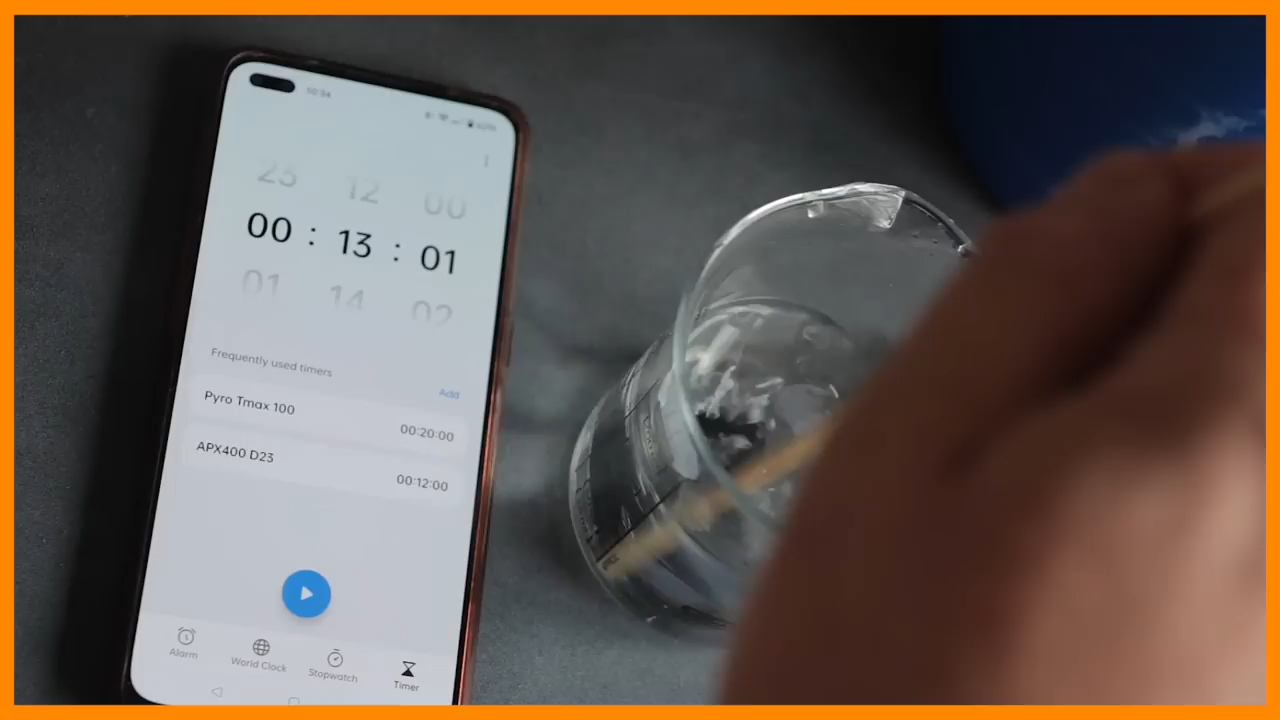 10:34
23 12 00
00 : 13 : 01
01 14 02
Frequently used timers
Add
Pyro Tmax 100
00:20:00
APX400 D23
00:12:00
Alarm
World Clock
Stopwatch
Timer